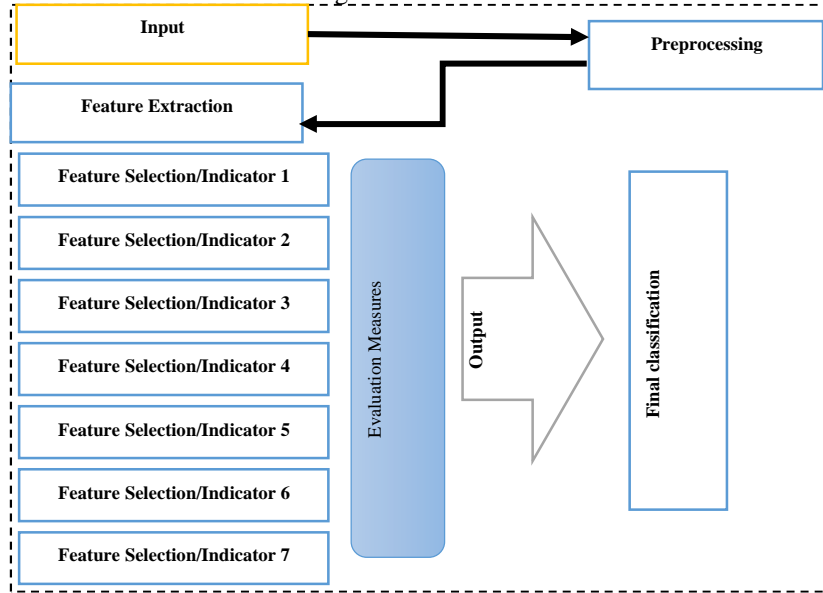 Input
Preprocessing
Feature Extraction
Feature Selection/Indicator 1
Feature Selection/Indicator 2
Feature Selection/Indicator 3
Feature Selection/Indicator 4
Feature Selection/Indicator 5
Feature Selection/Indicator 6
Feature Selection/Indicator 7
Evaluation Measures
Output
Final classification